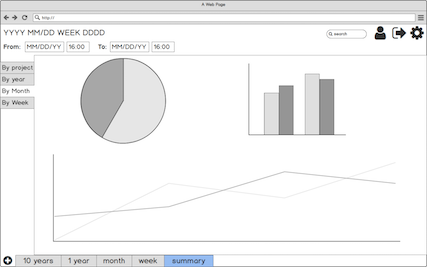 A Web Page
http://
YYYY MM/DD WEEK DDDD
search
From: MM/DD/YY 16:00 To: MM/DD/YY 16:00
By project
By year
By Month
By Week
10 years 1 year month week summary